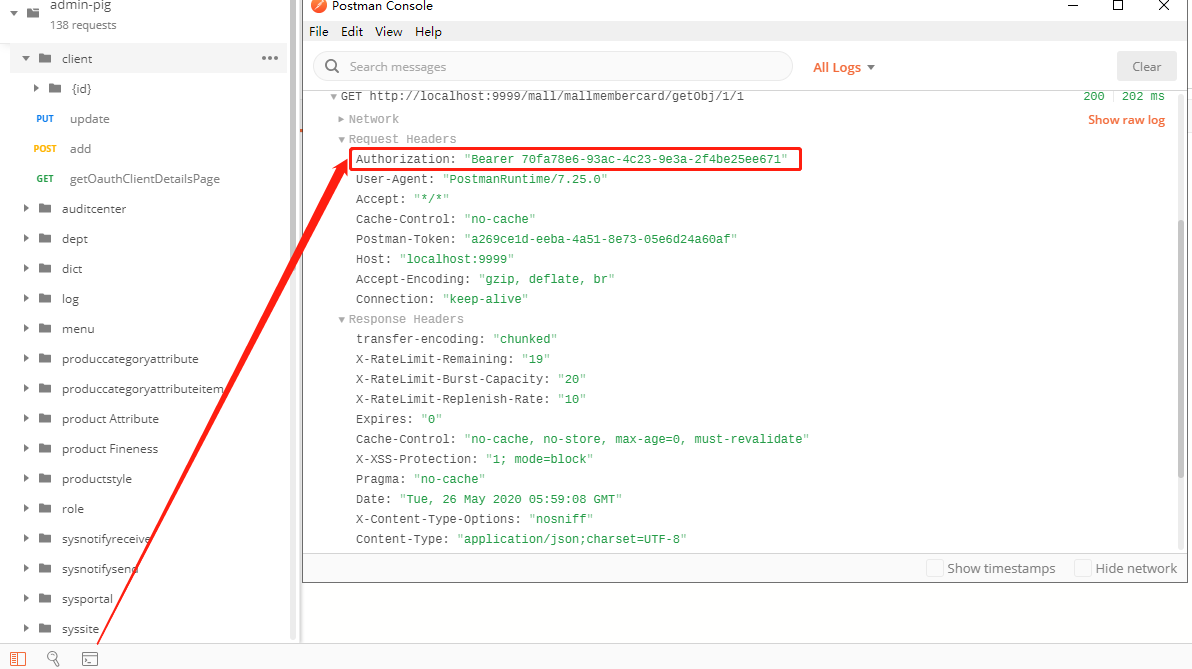 admin-pig
138 requests
client
{id}
PUT update
POST add
GET getOauthClientDetailsPage
auditcenter
dept
dict
log
menu
produccategoryattribute
produccategoryattributeitem
product Attribute
product Fineness
productstyle
role
sysnotifyreceive
sysnotifysend
sysportal
syssite
Postman Console
File Edit View Help
Search messages
All Logs
Clear
GET http://localhost:9999/mall/mallmembercard/getObj/1/1
200 202 ms
Network
Show raw log
Request Headers
Authorization: "Bearer 70fa78e6-93ac-4c23-9e3a-2f4be25ee671"
User-Agent: "PostmanRuntime/7.25.0"
Accept: "*/*"
Cache-Control: "no-cache"
Postman-Token: "a269ce1d-eeba-4a51-8e73-05e6d24a60af"
Host: "localhost:9999"
Accept-Encoding: "gzip, deflate, br"
Connection: "keep-alive"
Response Headers
transfer-encoding: "chunked"
X-RateLimit-Remaining: "19"
X-RateLimit-Burst-Capacity: "20"
X-RateLimit-Replenish-Rate: "10"
Expires: "0"
Cache-Control: "no-cache, no-store, max-age=0, must-revalidate"
X-XSS-Protection: "1; mode=block"
Pragma: "no-cache"
Date: "Tue, 26 May 2020 05:59:08 GMT"
X-Content-Type-Options: "nosniff"
Content-Type: "application/json;charset=UTF-8"
Show timestamps
Hide network